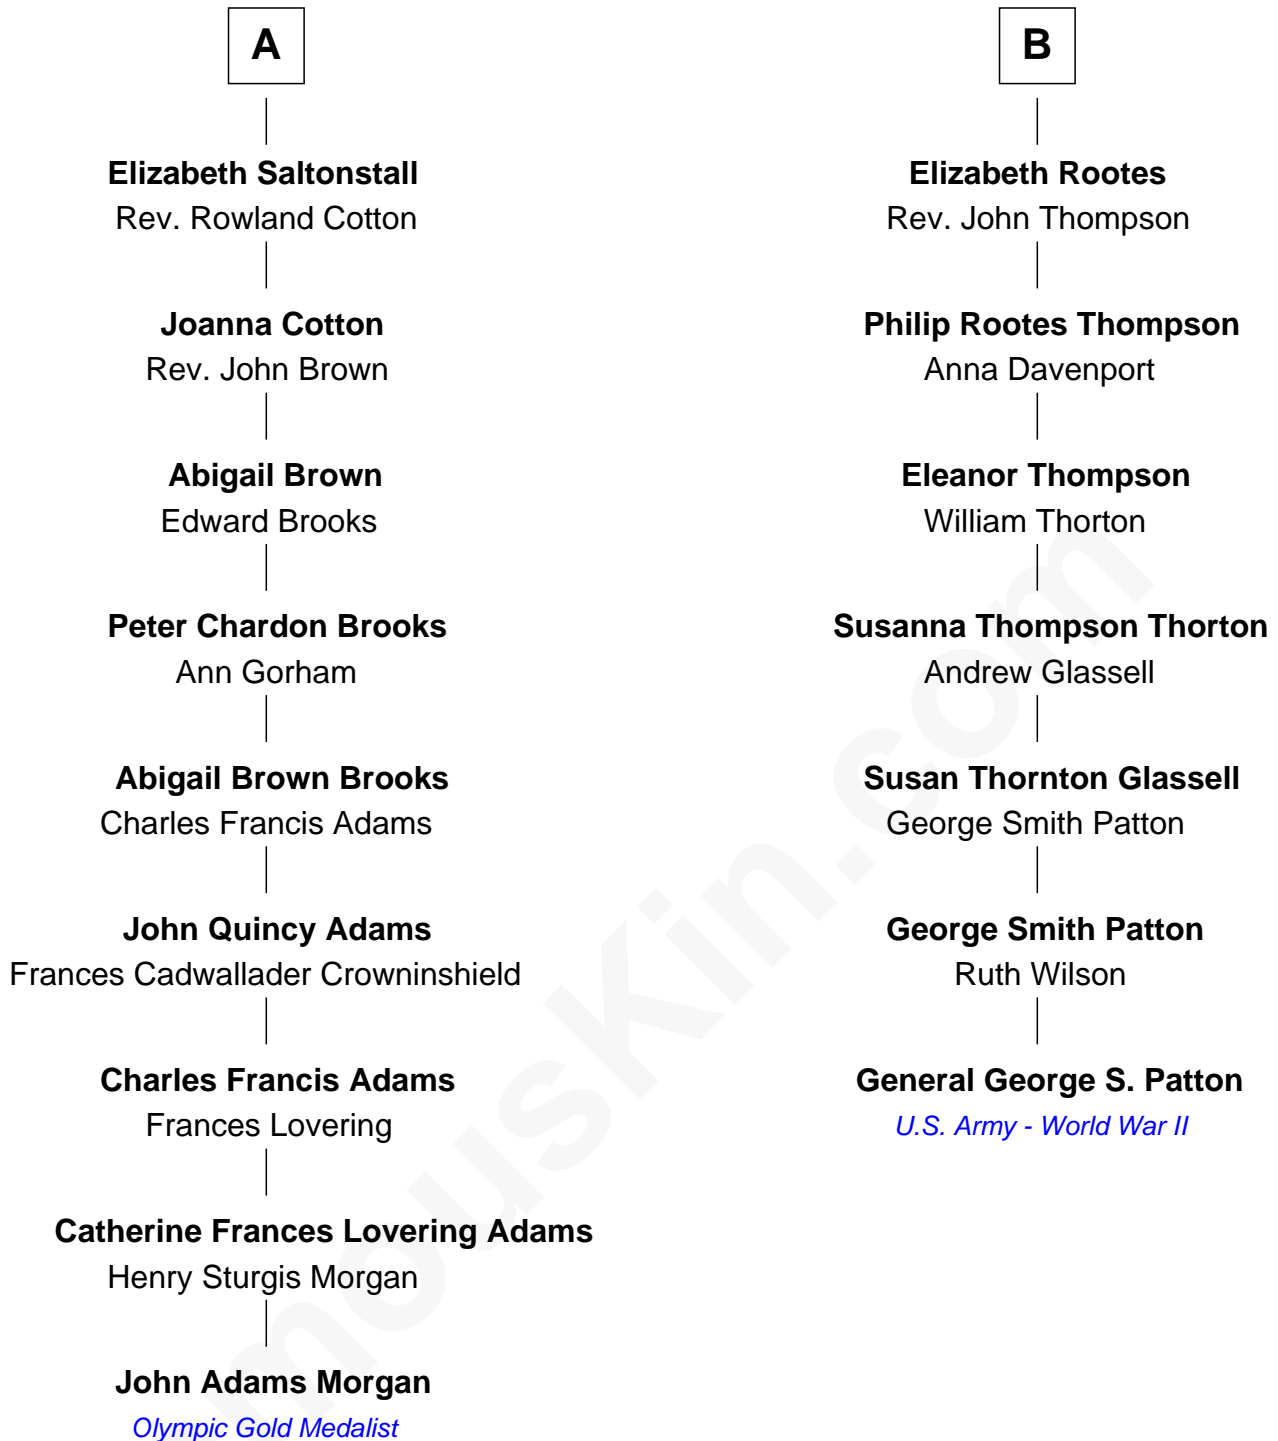 A
Elizabeth Saltonstall
Rev. Rowland Cotton
Joanna Cotton
Rev. John Brown
Abigail Brown
Edward Brooks
Peter Chardon Brooks
Ann Gorham
Abigail Brown Brooks
Charles Francis Adams
John Quincy Adams
Frances Cadwallader Crowninshield
Charles Francis Adams
Frances Lovering
Catherine Frances Lovering Adams
Henry Sturgis Morgan
John Adams Morgan
Olympic Gold Medalist
B
Elizabeth Rootes
Rev. John Thompson
Philip Rootes Thompson
Anna Davenport
Eleanor Thompson
William Thorton
Susanna Thompson Thorton
Andrew Glassell
Susan Thornton Glassell
George Smith Patton
George Smith Patton
Ruth Wilson
General George S. Patton
U.S. Army - World War II
mousKin.com